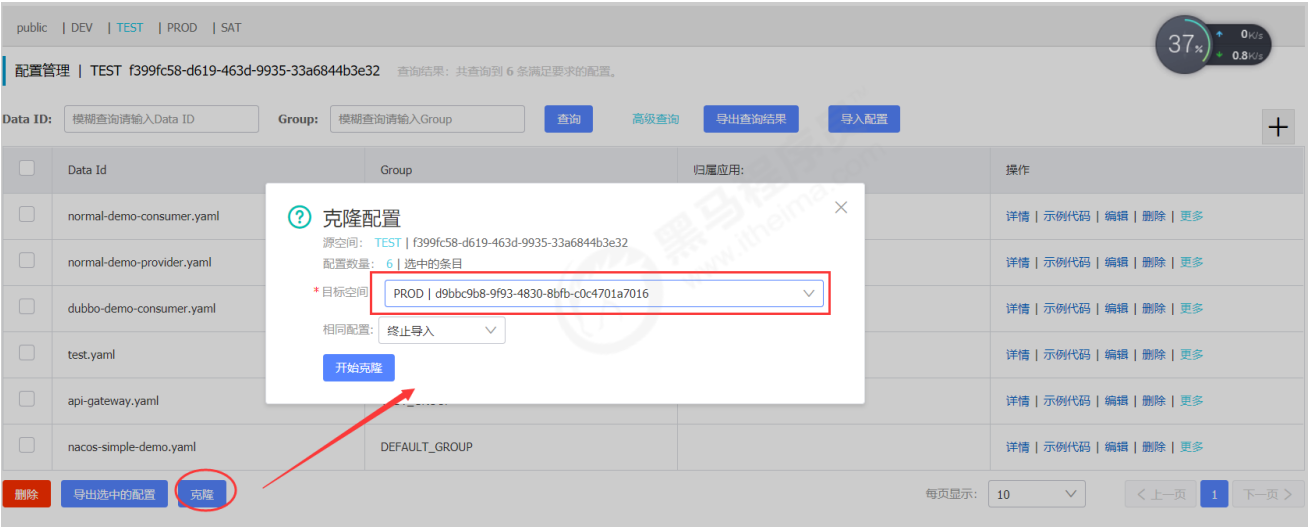 public | DEV | TEST | PROD | SAT
37% 0K/s
0.8K/s
配置管理 | TEST f399fc58-d619-463d-9935-33a6844b3e32 查询结果：共查询到 6 条满足要求的配置。
Data ID: 模糊查询请输入Data ID Group: 模糊查询请输入Group 查询 高级查询 导出查询结果 导入配置 +
Data Id Group 归属应用: 操作
normal-demo-consumer.yaml 详情 | 示例代码 | 编辑 | 删除 | 更多
normal-demo-provider.yaml 详情 | 示例代码 | 编辑 | 删除 | 更多
dubbo-demo-consumer.yaml 详情 | 示例代码 | 编辑 | 删除 | 更多
test.yaml 详情 | 示例代码 | 编辑 | 删除 | 更多
api-gateway.yaml 详情 | 示例代码 | 编辑 | 删除 | 更多
nacos-simple-demo.yaml DEFAULT_GROUP 详情 | 示例代码 | 编辑 | 删除 | 更多
克隆配置
源空间: TEST | f399fc58-d619-463d-9935-33a6844b3e32
配置数量: 6 | 选中的条目
* 目标空间 PROD | d9bbc9b8-9f93-4830-8bfb-c0c4701a7016
相同配置: 终止导入
开始克隆
黑马程序员
www.itheima.com
删除 导出选中的配置 克隆 每页显示: 10 < 上一页 1 下一页 >